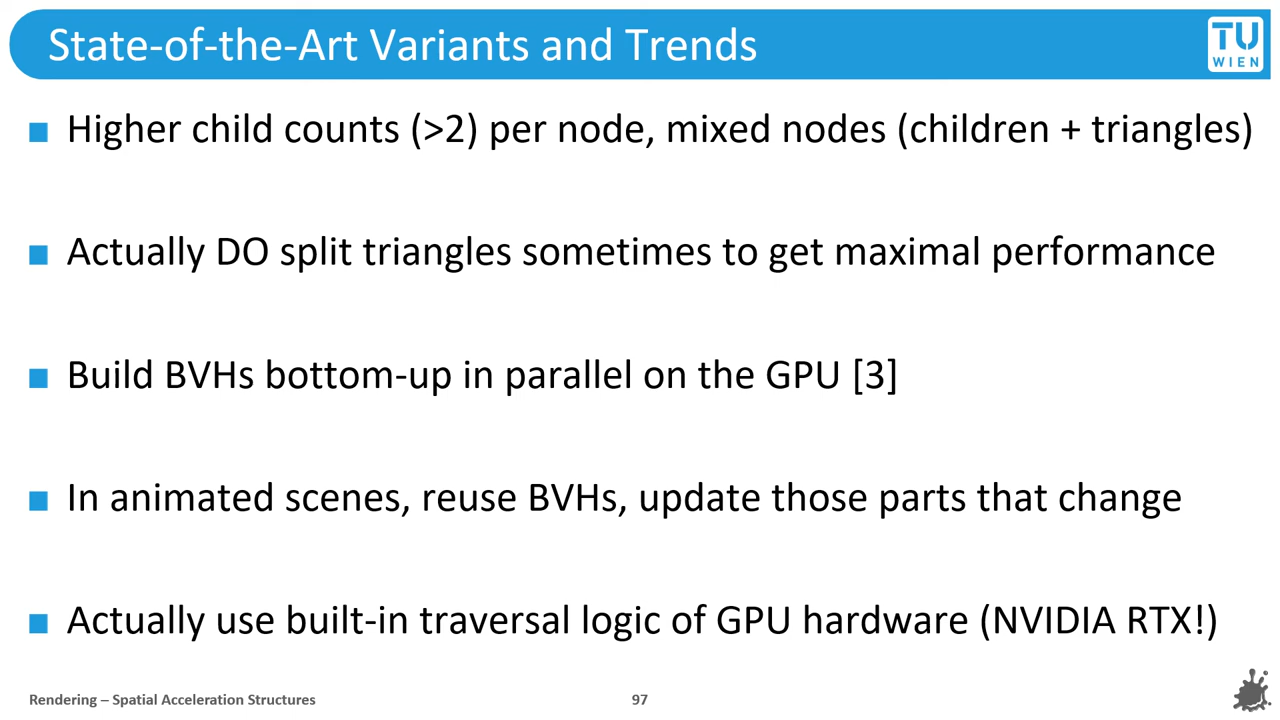 State-of-the-Art Variants and Trends
TU
WIEN
Higher child counts (>2) per node, mixed nodes (children + triangles)
Actually DO split triangles sometimes to get maximal performance
Build BVHs bottom-up in parallel on the GPU [3]
In animated scenes, reuse BVHs, update those parts that change
Actually use built-in traversal logic of GPU hardware (NVIDIA RTX!)
Rendering – Spatial Acceleration Structures
97